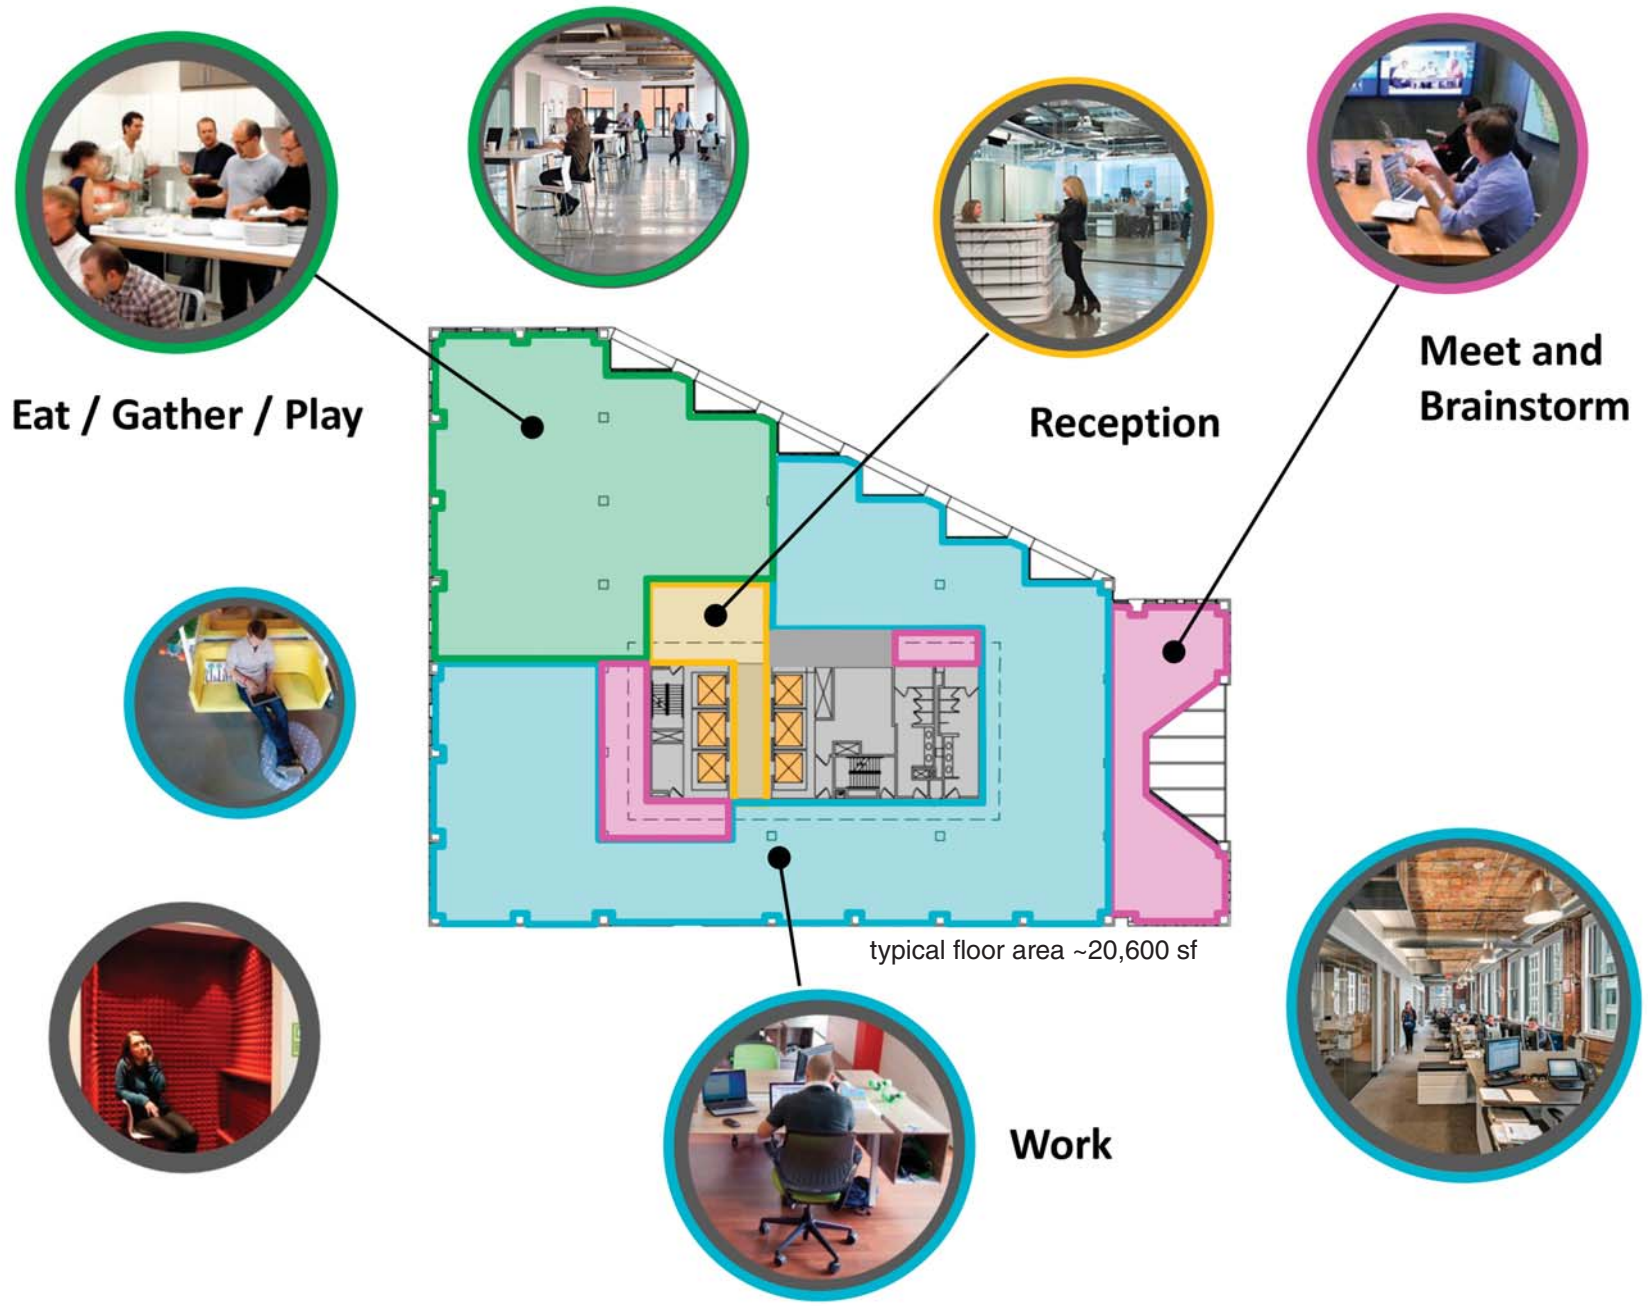 Eat / Gather / Play
Reception
Meet and
Brainstorm
typical floor area ~20,600 sf
Work